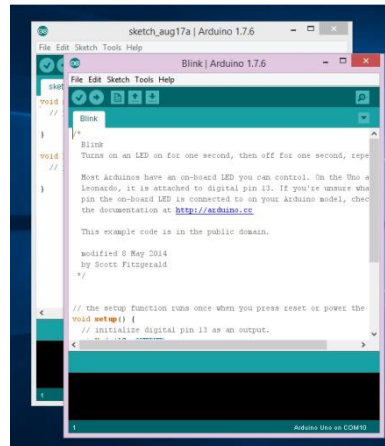 sketch_aug17a | Arduino 1.7.6
File Edit Sketch Tools Help
void
//
}
void
//
}
1
Blink | Arduino 1.7.6
File Edit Sketch Tools Help
Blink
/*
Blink
Turns on an LED on for one second, then off for one second, repe
Most Arduinos have an on-board LED you can control. On the Uno a
Leonardo, it is attached to digital pin 13. If you're unsure wha
pin the on-board LED is connected to on your Arduino model, chec
the documentation at http://arduino.cc
This example code is in the public domain.
modified 8 May 2014
by Scott Fitzgerald
*/
// the setup function runs once when you press reset or power the
void setup() {
// initialize digital pin 13 as an output.
1
Arduino Uno on COM10